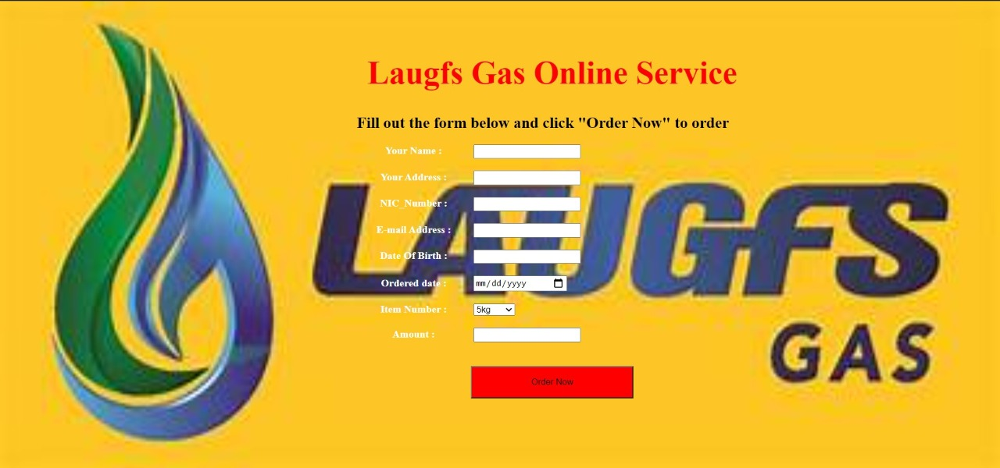 Laugfs Gas Online Service
Fill out the form below and click "Order Now" to order
Your Name :
Your Address :
NIC_Number :
E-mail Address :
Date Of Birth :
Ordered date : mm/dd/yyyy
Item Number : 5kg
Amount :
Order Now
LAUGFS
GAS